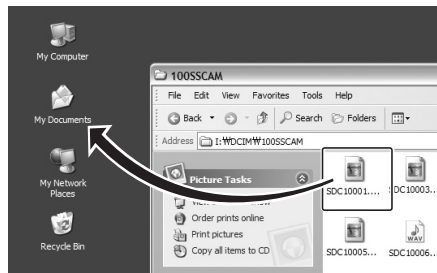 My Computer
My Documents
My Network
Places
Recycle Bin
100SSCAM
File Edit View Favorites Tools Help
Back Search Folders
Address I:₩DCIM₩100SSCAM
Picture Tasks
Order prints online
Print pictures
Copy all items to CD
SDC10001....
SDC10003...
SDC10005...
WAV
SDC10006...